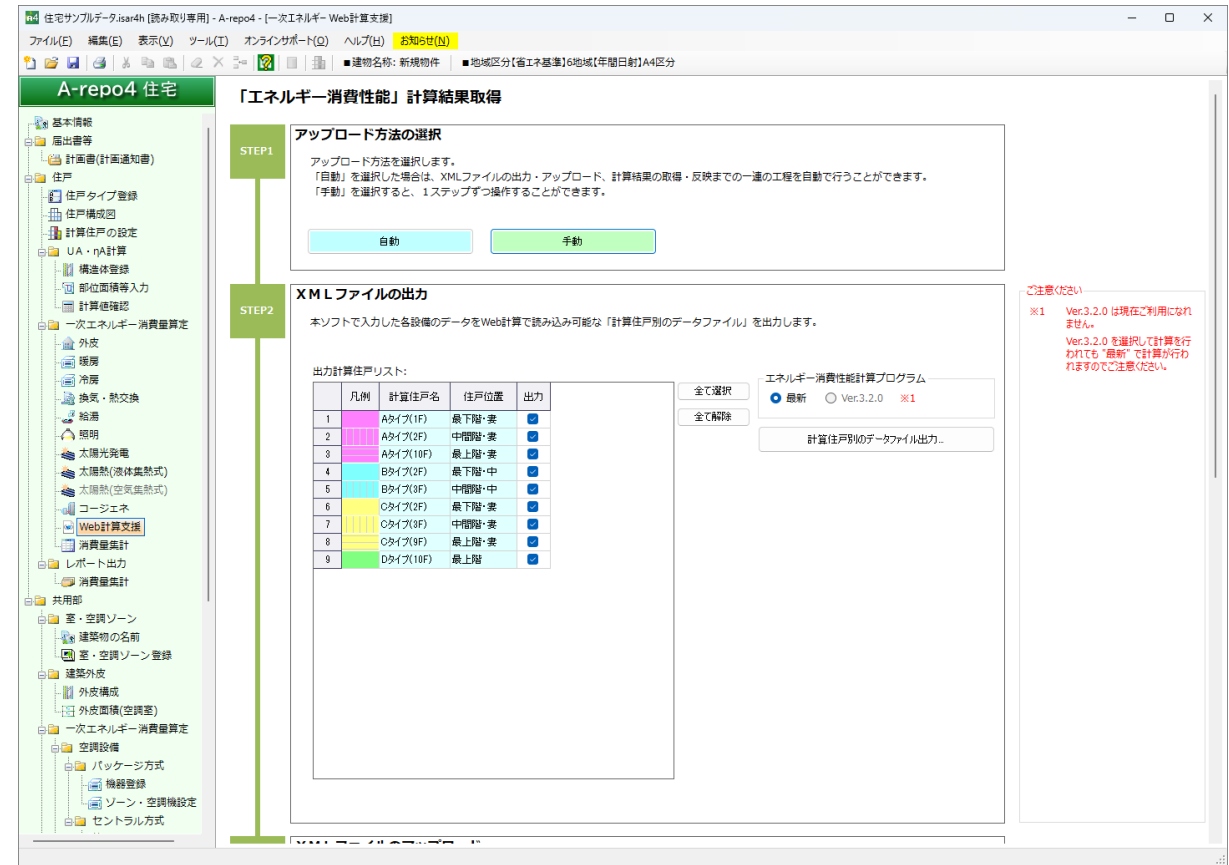 住宅サンプルデータ.isar4h [読み取り専用] - A-repo4 - [一次エネルギー Web計算支援]
ファイル(F) 編集(E) 表示(V) ツール(T) オンラインサポート(O) ヘルプ(H) お知らせ(N)
■建物名称: 新規物件 ■地域区分【省エネ基準】6地域【年間日射】A4区分
A-repo4 住宅
基本情報
届出書等
計画書(計画通知書)
住戸
住戸タイプ登録
住戸構成図
計算住戸の設定
UA・ηA計算
構造体登録
部位面積等入力
計算値確認
一次エネルギー消費量算定
外皮
暖房
冷房
換気・熱交換
給湯
照明
太陽光発電
太陽熱(液体集熱式)
太陽熱(空気集熱式)
コージェネ
Web計算支援
消費量集計
レポート出力
消費量集計
共用部
室・空調ゾーン
建築物の名前
室・空調ゾーン登録
建築外皮
外皮構成
外皮面積(空調室)
一次エネルギー消費量算定
空調設備
パッケージ方式
機器登録
ゾーン・空調機設定
セントラル方式
「エネルギー消費性能」計算結果取得
STEP1
アップロード方法の選択
アップロード方法を選択します。
「自動」を選択した場合は、XMLファイルの出力・アップロード、計算結果の取得・反映までの一連の工程を自動で行うことができます。
「手動」を選択すると、１ステップずつ操作することができます。
自動 手動
STEP2
ＸＭＬファイルの出力
本ソフトで入力した各設備のデータをWeb計算で読み込み可能な「計算住戸別のデータファイル」を出力します。
出力計算住戸リスト:
凡例 計算住戸名 住戸位置 出力
1 Aタイプ(1F) 最下階・妻
2 Aタイプ(2F) 中間階・妻
3 Aタイプ(10F) 最上階・妻
4 Bタイプ(2F) 最下階・中
5 Bタイプ(3F) 中間階・中
6 Cタイプ(2F) 最下階・妻
7 Cタイプ(3F) 中間階・妻
8 Cタイプ(9F) 最上階・妻
9 Dタイプ(10F) 最上階
全て選択
全て解除
エネルギー消費性能計算プログラム
最新 Ver.3.2.0 ※1
計算住戸別のデータファイル出力...
ご注意ください
※1 Ver.3.2.0 は現在ご利用になれ
ません。
Ver.3.2.0 を選択して計算を行
われても "最新" で計算が行わ
れますのでご注意ください。
ＸＭＬファイルのアップロード